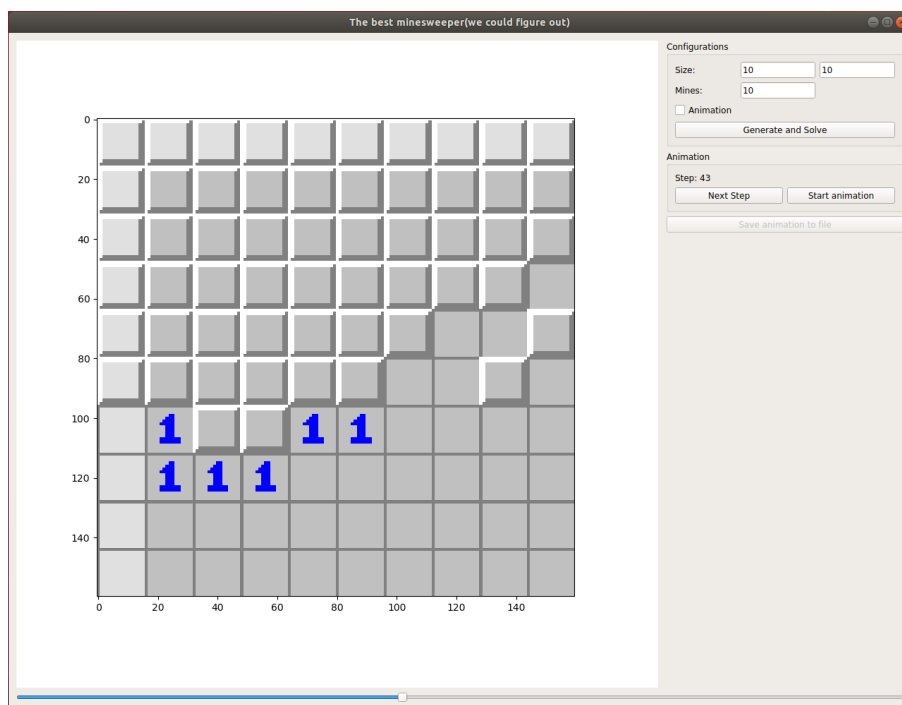 The best minesweeper(we could figure out)
Configurations
Size: 10 10
Mines: 10
Animation
Generate and Solve
Animation
Step: 43
Next Step Start animation
Save animation to file
0
20
40
60
80
100
120
140
1 1 1
1 1 1
0 20 40 60 80 100 120 140